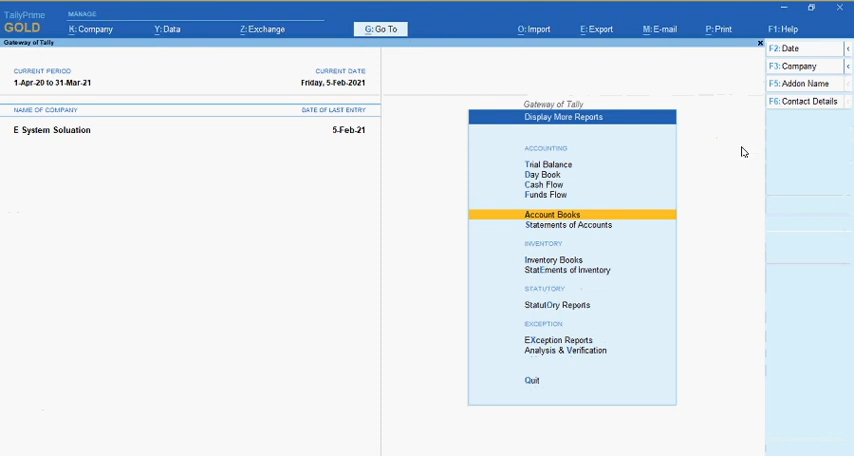 TallyPrime
GOLD
MANAGE
K: Company
Y: Data
Z: Exchange
G: Go To
O: Import
E: Export
M: E-mail
P: Print
F1: Help
Gateway of Tally
CURRENT PERIOD
CURRENT DATE
1-Apr-20 to 31-Mar-21
Friday, 5-Feb-2021
NAME OF COMPANY
DATE OF LAST ENTRY
E System Soluation
5-Feb-21
Gateway of Tally
Display More Reports
ACCOUNTING
Trial Balance
Day Book
Cash Flow
Funds Flow
Account Books
Statements of Accounts
INVENTORY
Inventory Books
StatEments of Inventory
STATUTORY
StatutOry Reports
EXCEPTION
EXception Reports
Analysis & Verification
Quit
F2: Date
F3: Company
F5: Addon Name
F6: Contact Details